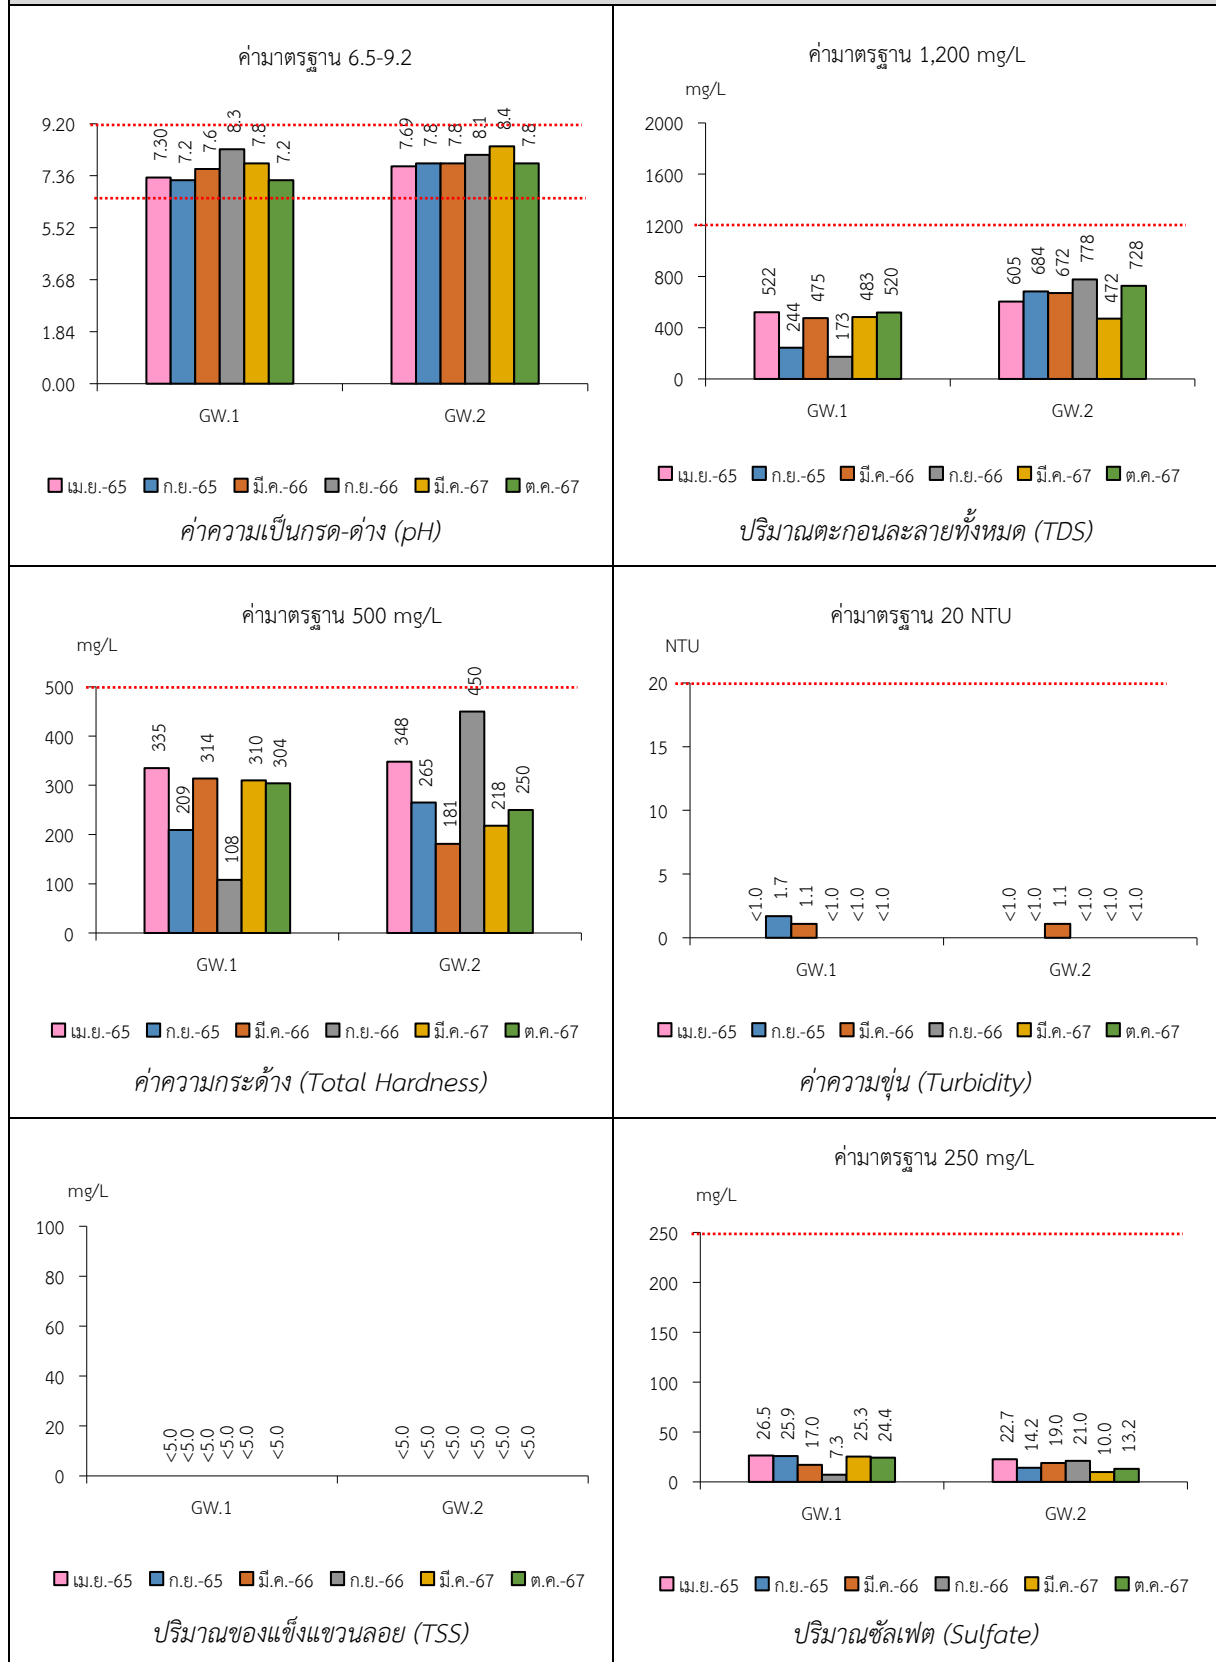 ค่ามาตรฐาน 6.5-9.2
9.20
7.36
5.52
3.68
1.84
0.00
7.30 7.2 7.6 8.3 7.8 7.2
7.69 7.8 7.8 8.1 8.4 7.8
GW.1 GW.2
เม.ย.-65 ก.ย.-65 มี.ค.-66 ก.ย.-66 มี.ค.-67 ต.ค.-67
ค่าความเป็นกรด-ด่าง (pH)
ค่ามาตรฐาน 1,200 mg/L
mg/L
2000
1600
1200
800
400
0
522 244 475 173 483 520
605 684 672 778 472 728
GW.1 GW.2
เม.ย.-65 ก.ย.-65 มี.ค.-66 ก.ย.-66 มี.ค.-67 ต.ค.-67
ปริมาณตะกอนละลายทั้งหมด (TDS)
ค่ามาตรฐาน 500 mg/L
mg/L
500
400
300
200
100
0
335 209 314 108 310 304
348 265 181 450 218 250
GW.1 GW.2
เม.ย.-65 ก.ย.-65 มี.ค.-66 ก.ย.-66 มี.ค.-67 ต.ค.-67
ค่าความกระด้าง (Total Hardness)
ค่ามาตรฐาน 20 NTU
NTU
20
15
10
5
0
<1.0 1.7 1.1 <1.0 <1.0 <1.0
<1.0 <1.0 1.1 <1.0 <1.0 <1.0
GW.1 GW.2
เม.ย.-65 ก.ย.-65 มี.ค.-66 ก.ย.-66 มี.ค.-67 ต.ค.-67
ค่าความขุ่น (Turbidity)
mg/L
100
80
60
40
20
0
<5.0 <5.0 <5.0 <5.0 <5.0 <5.0
<5.0 <5.0 <5.0 <5.0 <5.0 <5.0
GW.1 GW.2
เม.ย.-65 ก.ย.-65 มี.ค.-66 ก.ย.-66 มี.ค.-67 ต.ค.-67
ปริมาณของแข็งแขวนลอย (TSS)
ค่ามาตรฐาน 250 mg/L
mg/L
250
200
150
100
50
0
26.5 25.9 17.0 7.3 25.3 24.4
22.7 14.2 19.0 21.0 10.0 13.2
GW.1 GW.2
เม.ย.-65 ก.ย.-65 มี.ค.-66 ก.ย.-66 มี.ค.-67 ต.ค.-67
ปริมาณซัลเฟต (Sulfate)